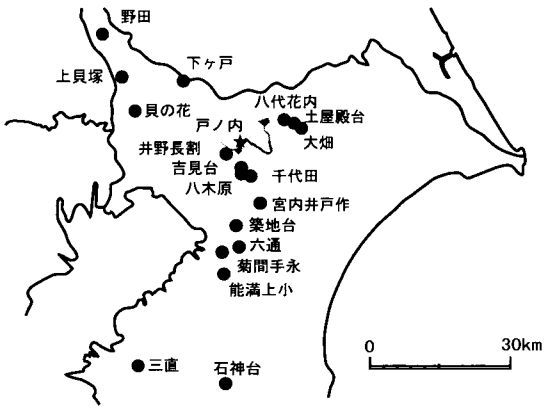 野田
下ヶ戸
上貝塚
貝の花
八代花内
土屋殿台
戸ノ内
大畑
井野長割
吉見台
千代田
八木原
宮内井戸作
築地台
六通
菊間手永
能満上小
三直
石神台
0 30km